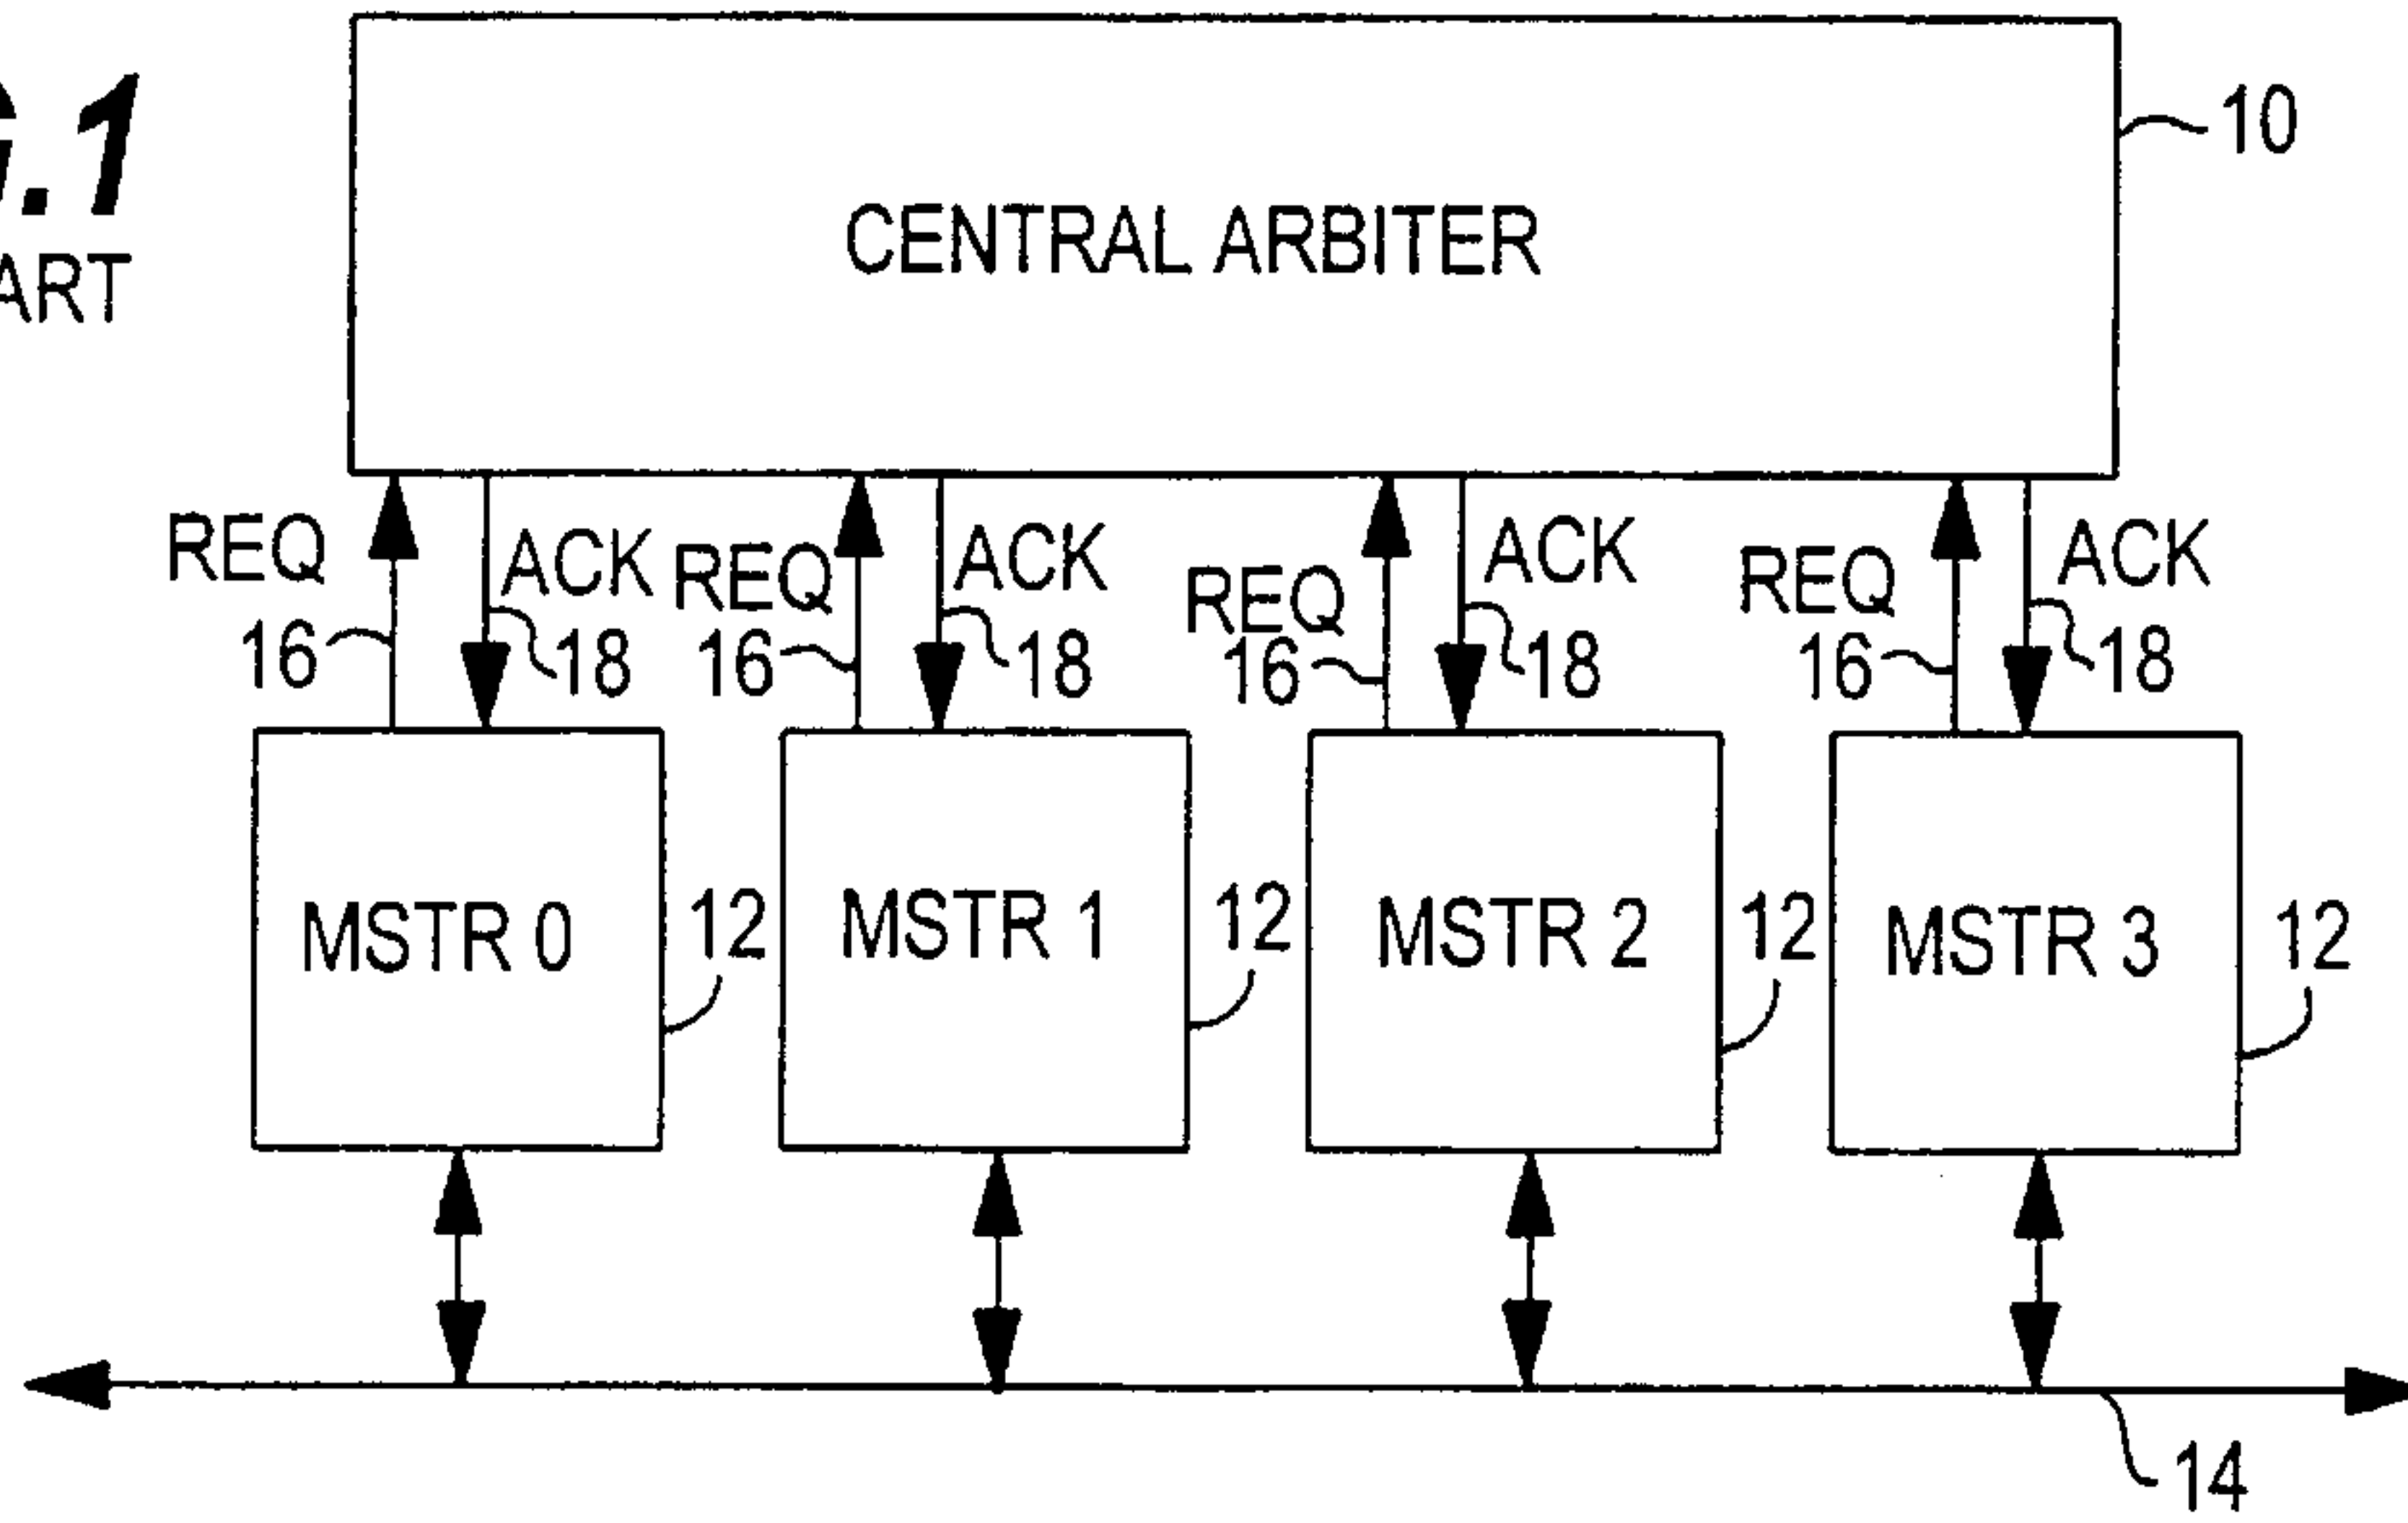 G.1
ART
10
CENTRAL ARBITER
REQ ACK REQ ACK REQ ACK REQ ACK
16 18 16 18 16 18 16 18
MSTR 0 12 MSTR 1 12 MSTR 2 12 MSTR 3 12
14